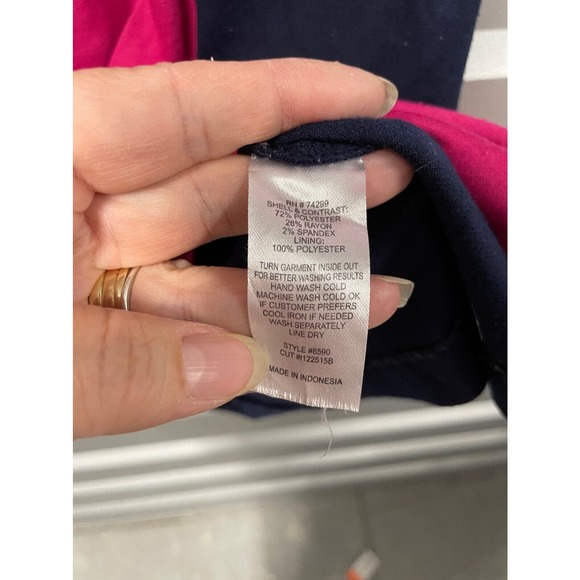 RN # 74299
SHELL & CONTRAST:
72% POLYESTER
26% RAYON
2% SPANDEX
LINING:
100% POLYESTER
TURN GARMENT INSIDE OUT
FOR BETTER WASHING RESULTS
HAND WASH COLD
MACHINE WASH COLD OK
IF CUSTOMER PREFERS
COOL IRON IF NEEDED
WASH SEPARATELY
LINE DRY
STYLE #6590
CUT #I122515B
MADE IN INDONESIA